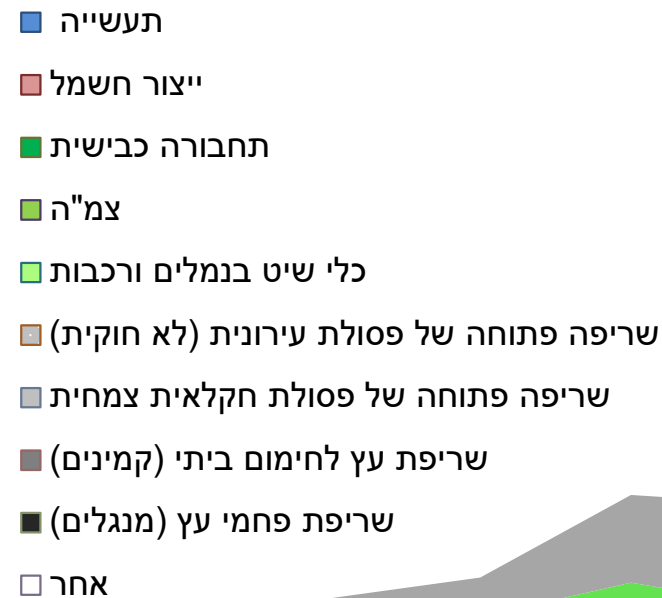 תעשייה
ייצור חשמל
תחבורה כבישית
צמ"ה
כלי שיט בנמלים ורכבות
שריפה פתוחה של פסולת עירונית (לא חוקית)
שריפה פתוחה של פסולת חקלאית צמחית
שריפת עץ לחימום ביתי (קמינים)
שריפת פחמי עץ (מנגלים)
אחר